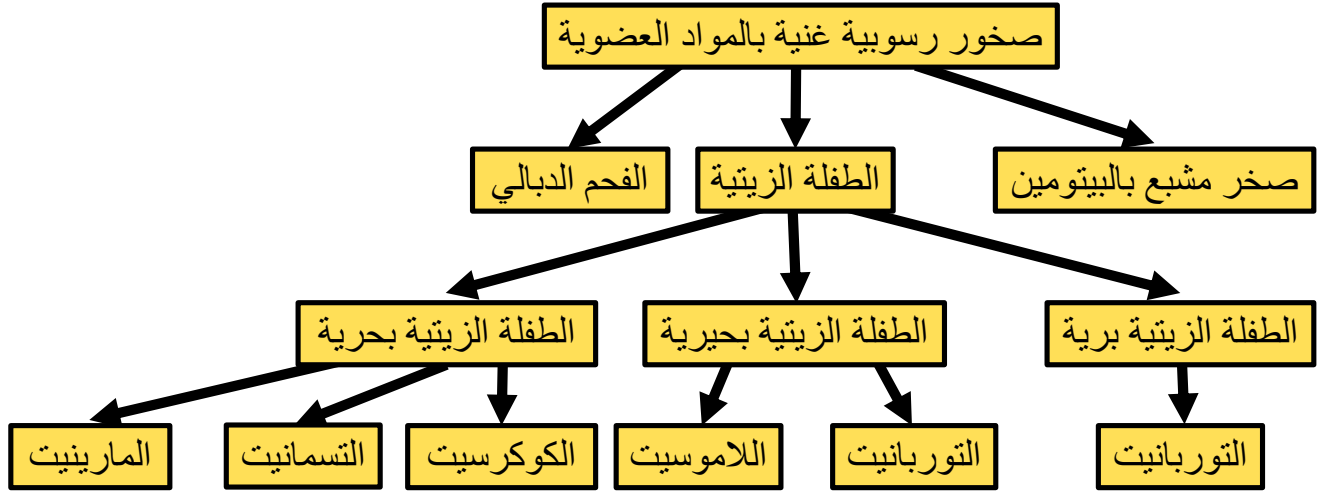 صخور رسوبية غنية بالمواد العضوية
صخر مشبع بالبيتومين
الطفلة الزيتية
الفحم الدبالي
الطفلة الزيتية برية
الطفلة الزيتية بحيرية
الطفلة الزيتية بحرية
التوربانيت
التوربانيت
اللاموسيت
الكوكرسيت
التسمانيت
المارينيت